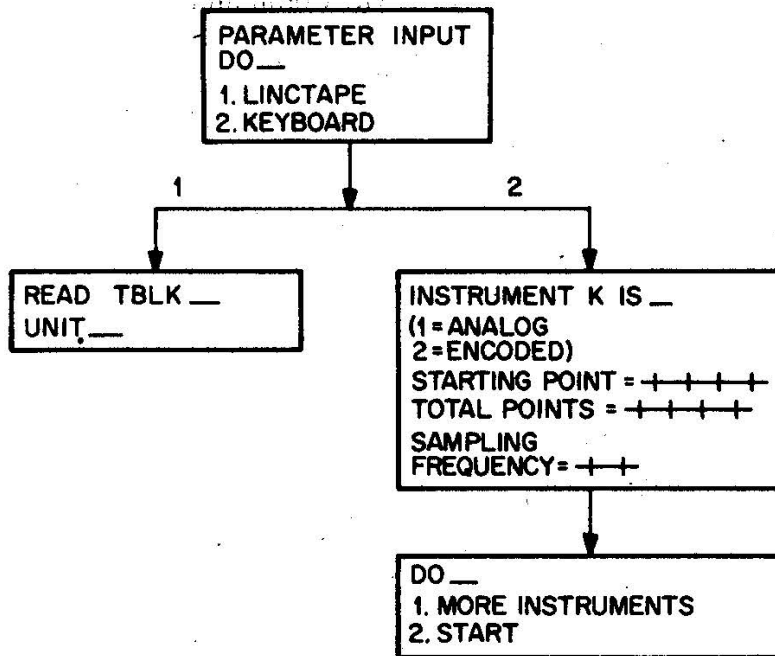 PARAMETER INPUT
DO__
1. LINCTAPE
2. KEYBOARD
1
2
READ TBLK__
UNIT__
INSTRUMENT K IS_
(1=ANALOG
2=ENCODED)
STARTING POINT =
TOTAL POINTS =
SAMPLING
FREQUENCY=
DO__
1. MORE INSTRUMENTS
2. START